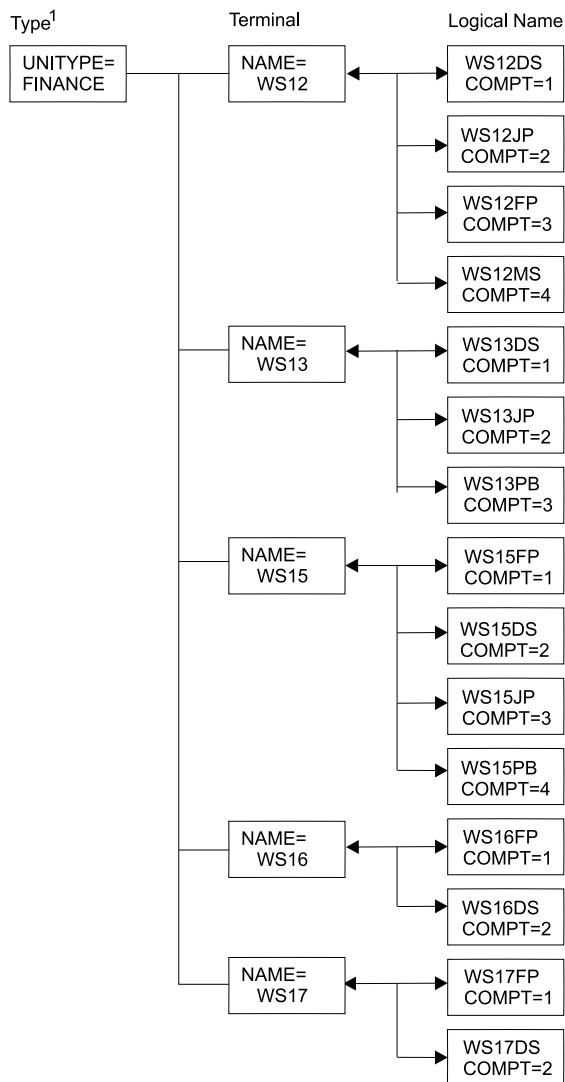 Type1
Terminal
Logical Name
UNITYPE=
FINANCE
NAME=
WS12
WS12DS
COMPT=1
WS12JP
COMPT=2
WS12FP
COMPT=3
WS12MS
COMPT=4
NAME=
WS13
WS13DS
COMPT=1
WS13JP
COMPT=2
WS13PB
COMPT=3
NAME=
WS15
WS15FP
COMPT=1
WS15DS
COMPT=2
WS15JP
COMPT=3
WS15PB
COMPT=4
NAME=
WS16
WS16FP
COMPT=1
WS16DS
COMPT=2
NAME=
WS17
WS17FP
COMPT=1
WS17DS
COMPT=2